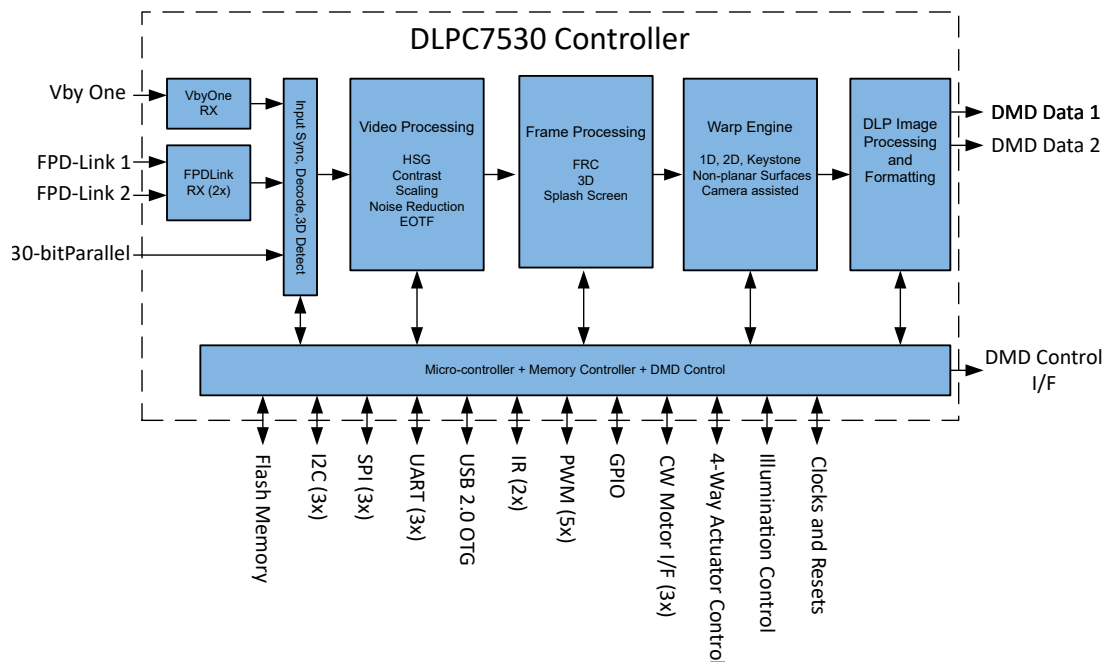 DLPC7530 Controller
Vby One
VbyOne
RX
FPD-Link 1
FPD-Link 2
FPDLink
RX (2x)
30-bitParallel
Input Sync, Decode,3D Detect
Video Processing
HSG
Contrast
Scaling
Noise Reduction
EOTF
Frame Processing
FRC
3D
Splash Screen
Warp Engine
1D, 2D, Keystone
Non-planar Surfaces
Camera assisted
DLP Image
Processing
and
Formatting
DMD Data 1
DMD Data 2
Micro-controller + Memory Controller + DMD Control
DMD Control
I/F
Flash Memory
I2C (3x)
SPI (3x)
UART (3x)
USB 2.0 OTG
IR (2x)
PWM (5x)
GPIO
CW Motor I/F (3x)
4-Way Actuator Control
Illumination Control
Clocks and Resets